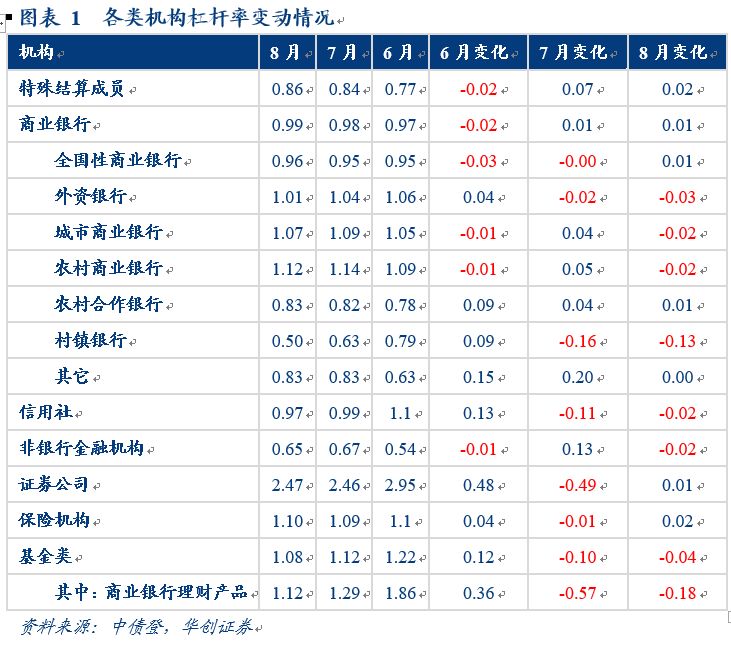 图表 1 各类机构杠杆率变动情况
机构 8 月 7 月 6 月 6 月变化 7 月变化 8 月变化
特殊结算成员 0.86 0.84 0.77 -0.02 0.07 0.02
商业银行 0.99 0.98 0.97 -0.02 0.01 0.01
全国性商业银行 0.96 0.95 0.95 -0.03 -0.00 0.01
外资银行 1.01 1.04 1.06 0.04 -0.02 -0.03
城市商业银行 1.07 1.09 1.05 -0.01 0.04 -0.02
农村商业银行 1.12 1.14 1.09 -0.01 0.05 -0.02
农村合作银行 0.83 0.82 0.78 0.09 0.04 0.01
村镇银行 0.50 0.63 0.79 0.09 -0.16 -0.13
其它 0.83 0.83 0.63 0.15 0.20 0.00
信用社 0.97 0.99 1.1 0.13 -0.11 -0.02
非银行金融机构 0.65 0.67 0.54 -0.01 0.13 -0.02
证券公司 2.47 2.46 2.95 0.48 -0.49 0.01
保险机构 1.10 1.09 1.1 0.04 -0.01 0.02
基金类 1.08 1.12 1.22 0.12 -0.10 -0.04
其中：商业银行理财产品 1.12 1.29 1.86 0.36 -0.57 -0.18
资料来源：中债登，华创证券